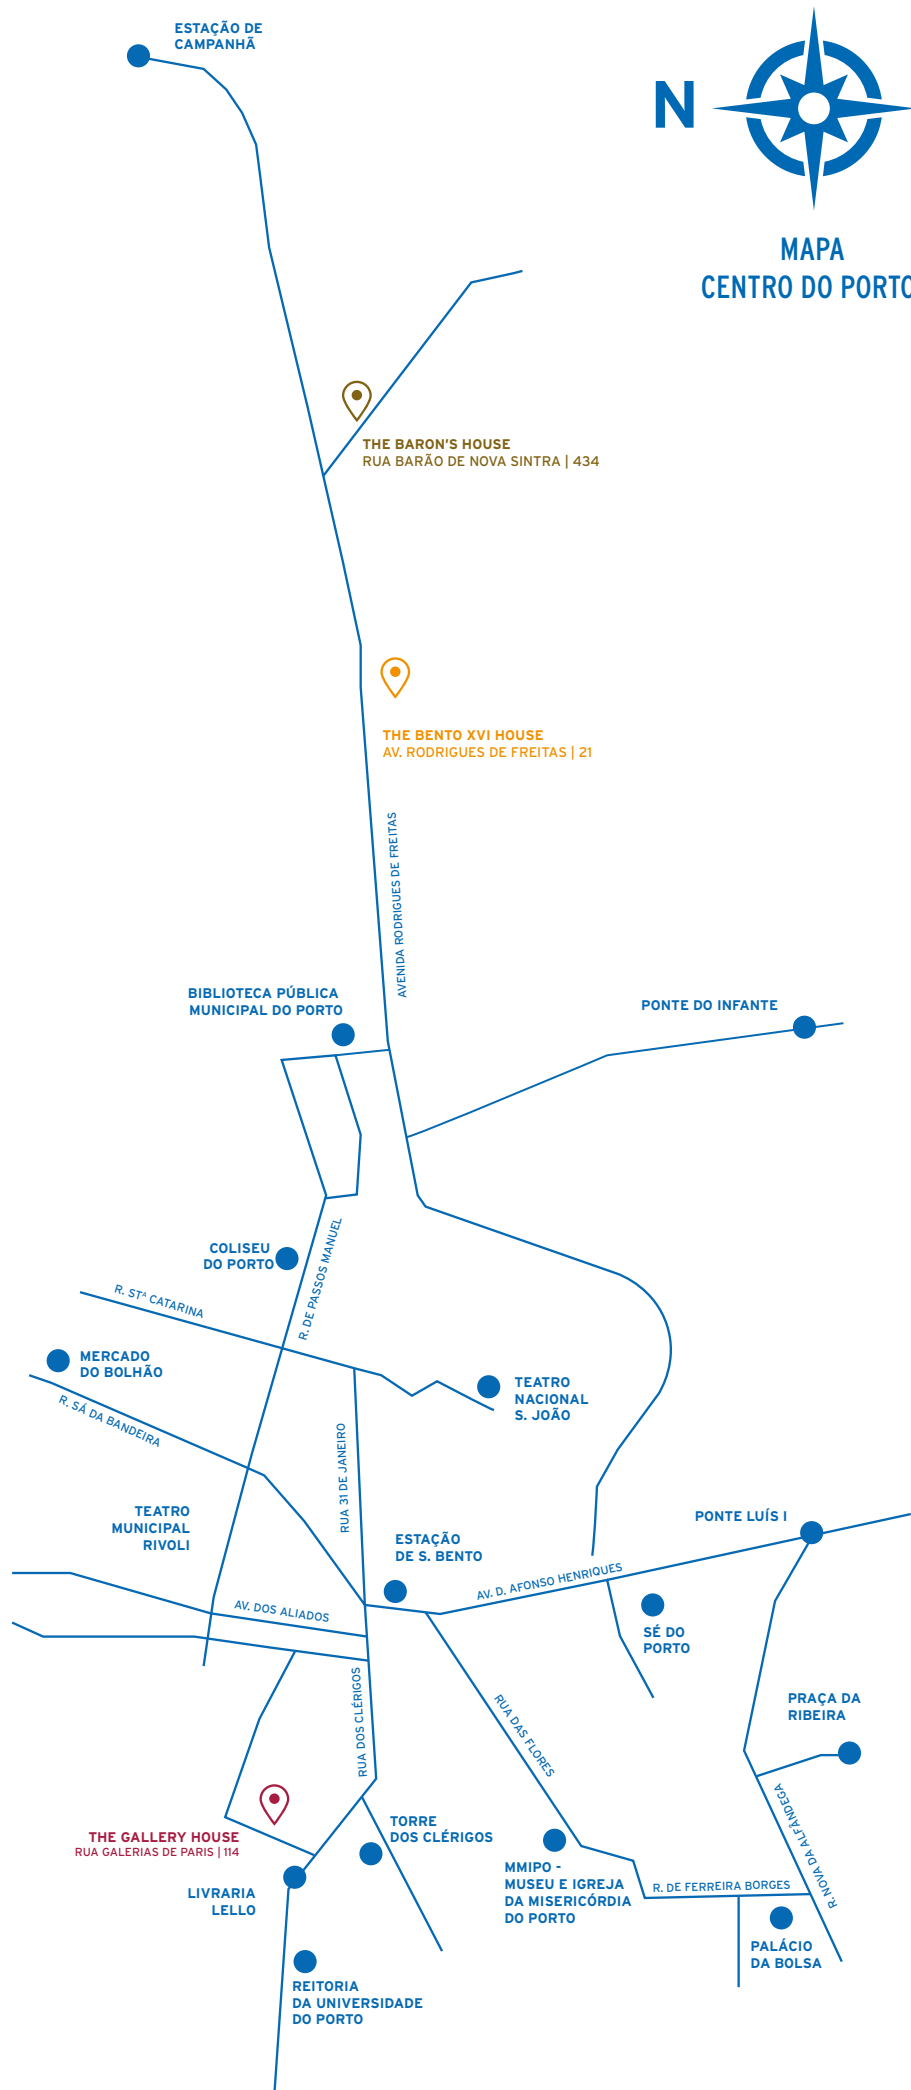 ESTAÇÃO DE
CAMPANHÃ
N
MAPA
CENTRO DO PORTO
THE BARON'S HOUSE
RUA BARÃO DE NOVA SINTRA | 434
THE BENTO XVI HOUSE
AV. RODRIGUES DE FREITAS | 21
AVENIDA RODRIGUES DE FREITAS
BIBLIOTECA PÚBLICA
MUNICIPAL DO PORTO
PONTE DO INFANTE
COLISEU
DO PORTO
R. DE PASSOS MANUEL
R. STª CATARINA
MERCADO
DO BOLHÃO
TEATRO
NACIONAL
S. JOÃO
R. SÁ DA BANDEIRA
RUA 31 DE JANEIRO
TEATRO
MUNICIPAL
RIVOLI
ESTAÇÃO
DE S. BENTO
PONTE LUÍS I
AV. D. AFONSO HENRIQUES
AV. DOS ALIADOS
SÉ DO
PORTO
RUA DOS CLÉRIGOS
RUA DAS FLORES
PRAÇA DA
RIBEIRA
R. NOVA DA ALFÂNDEGA
THE GALLERY HOUSE
RUA GALERIAS DE PARIS | 114
TORRE
DOS CLÉRIGOS
LIVRARIA
LELLO
MMIPO -
MUSEU E IGREJA
DA MISERICÓRDIA
DO PORTO
R. DE FERREIRA BORGES
PALÁCIO
DA BOLSA
REITORIA
DA UNIVERSIDADE
DO PORTO